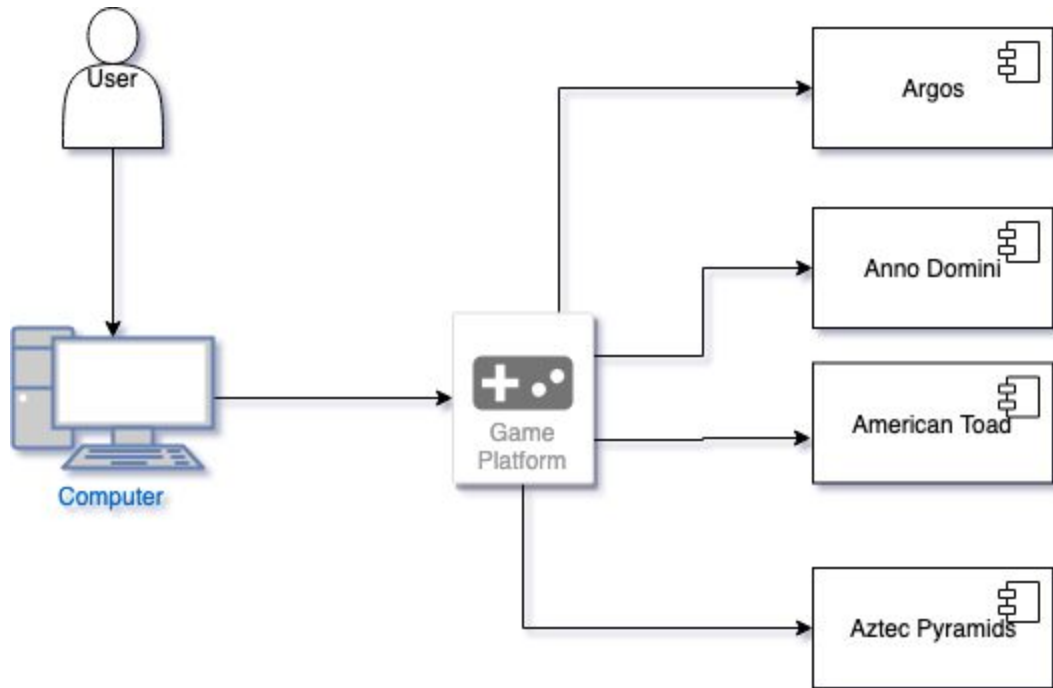 User
Argos
Anno Domini
American Toad
Game
Platform
Computer
Aztec Pyramids